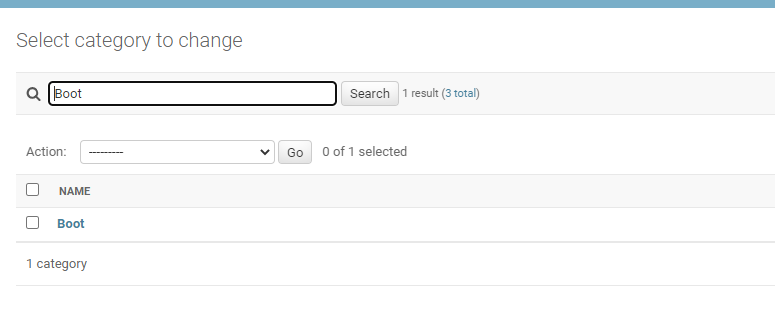 Select category to change
Boot Search 1 result (3 total)
Action: --------- Go 0 of 1 selected
NAME
Boot
1 category